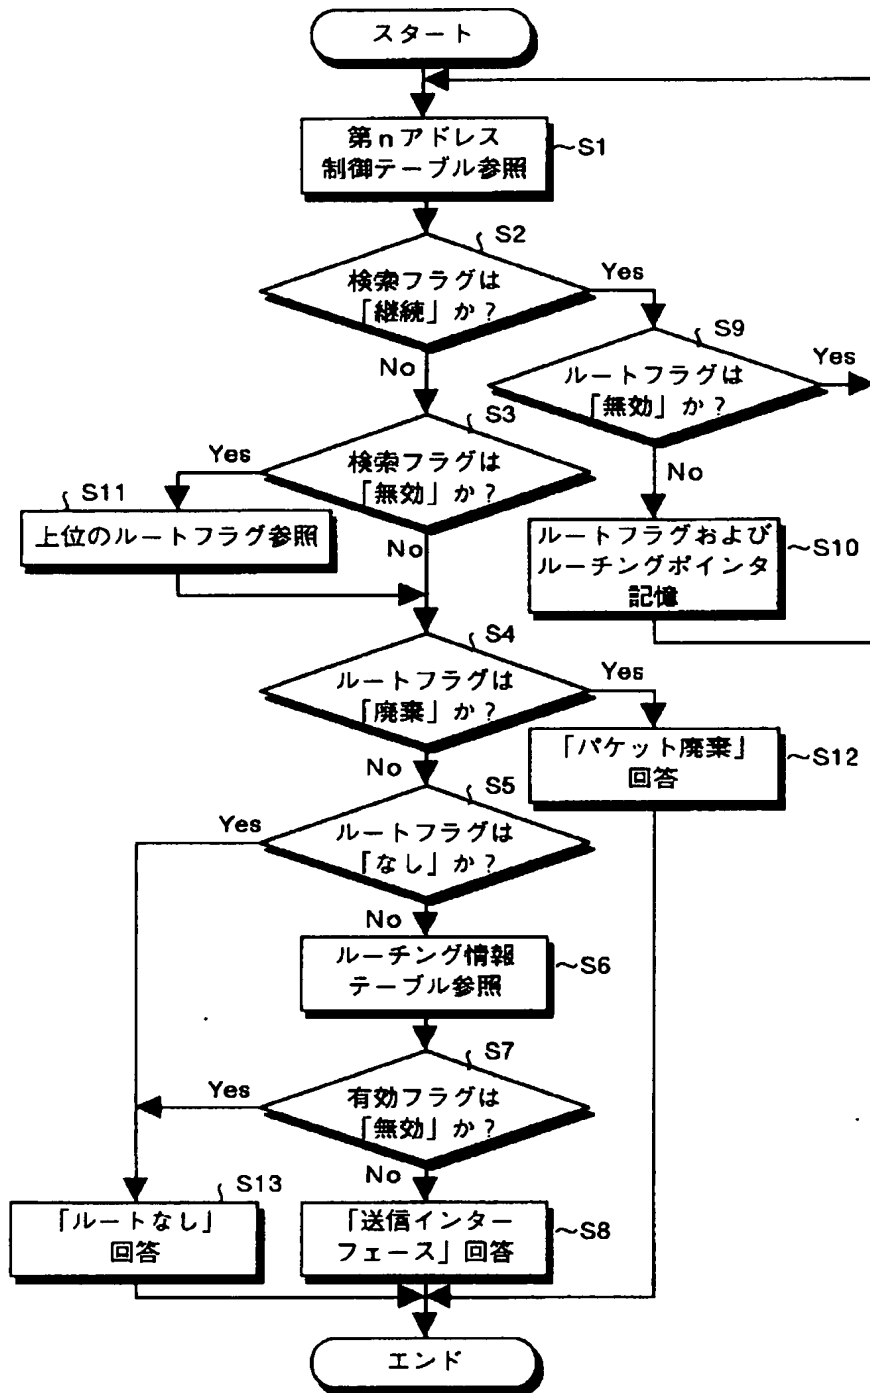 スタート
第nアドレス
制御テーブル参照
~S1
S2
検索フラグは
「継続」か?
Yes
No
S9
ルートフラグは
「無効」か?
Yes
No
S3
検索フラグは
「無効」か?
Yes
No
S11
上位のルートフラグ参照
ルートフラグおよび
ルーチングポインタ
記憶
~S10
S4
ルートフラグは
「廃棄」か?
Yes
No
「パケット廃棄」
回答
~S12
S5
ルートフラグは
「なし」か?
Yes
No
ルーチング情報
テーブル参照
~S6
S7
有効フラグは
「無効」か?
Yes
No
S13
「ルートなし」
回答
「送信インター
フェース」回答
~S8
エンド